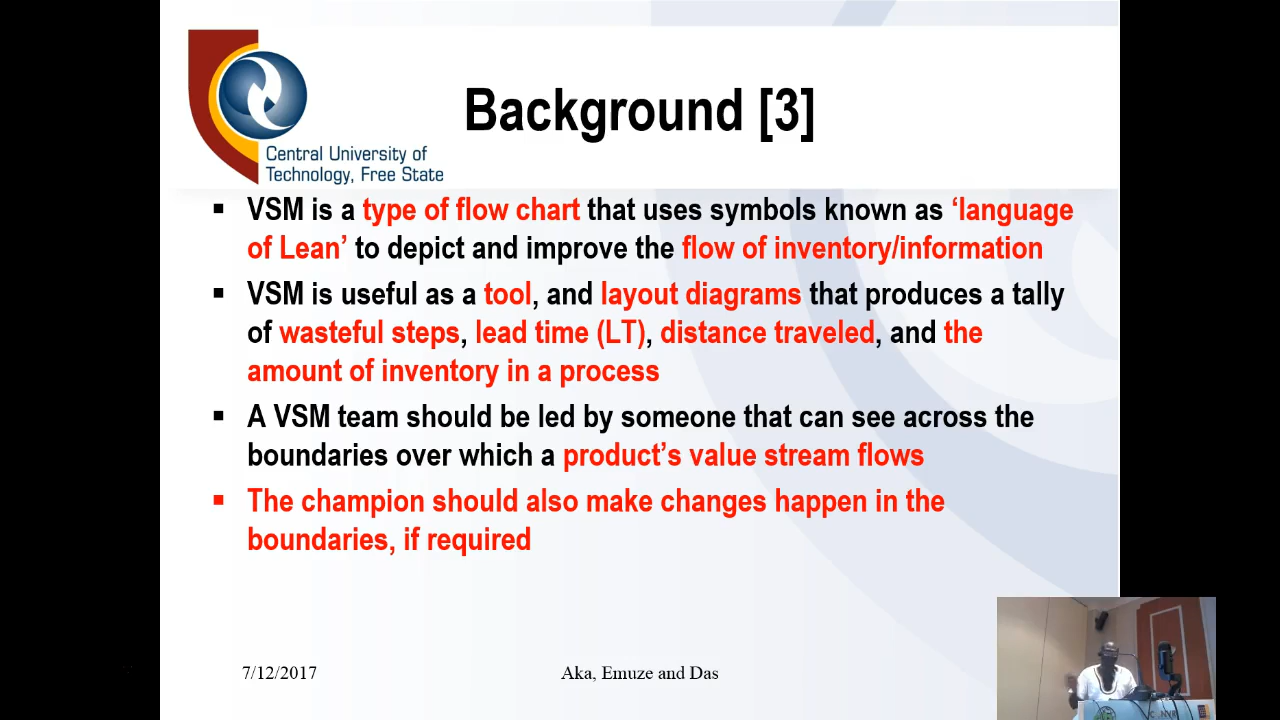 Central University of
Technology, Free State
Background [3]
▪ VSM is a type of flow chart that uses symbols known as ‘language
of Lean’ to depict and improve the flow of inventory/information
▪ VSM is useful as a tool, and layout diagrams that produces a tally
of wasteful steps, lead time (LT), distance traveled, and the
amount of inventory in a process
▪ A VSM team should be led by someone that can see across the
boundaries over which a product’s value stream flows
▪ The champion should also make changes happen in the
boundaries, if required
7/12/2017
Aka, Emuze and Das